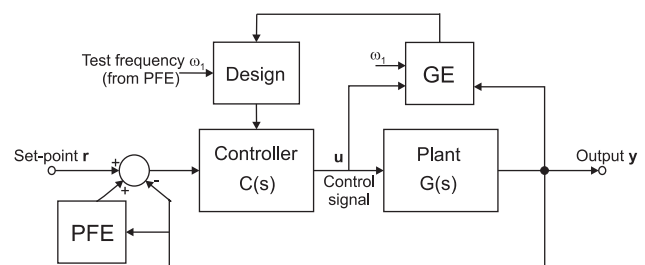 Test frequency ω1
(from PFE)
Design
ω1
GE
Set-point r
+
+
-
Controller
C(s)
u
Control
signal
Plant
G(s)
Output y
PFE